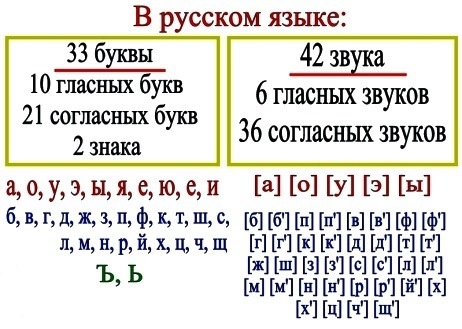 В русском языке:
33 буквы
10 гласных букв
21 согласных букв
2 знака
42 звука
6 гласных звуков
36 согласных звуков
а, о, у, э, ы, я, е, ю, е, и
б, в, г, д, ж, з, п, ф, к, т, ш, с,
л, м, н, р, й, х, ц, ч, щ
Ъ, Ь
[а] [о] [у] [э] [ы]
[б] [б'] [п] [п'] [в] [в'] [ф] [ф']
[г] [г'] [к] [к'] [д] [д'] [т] [т']
[ж] [ш] [з] [з'] [с] [с'] [л] [л']
[м] [м'] [н] [н'] [р] [р'] [й'] [х]
[х'] [ц] [ч'] [щ']